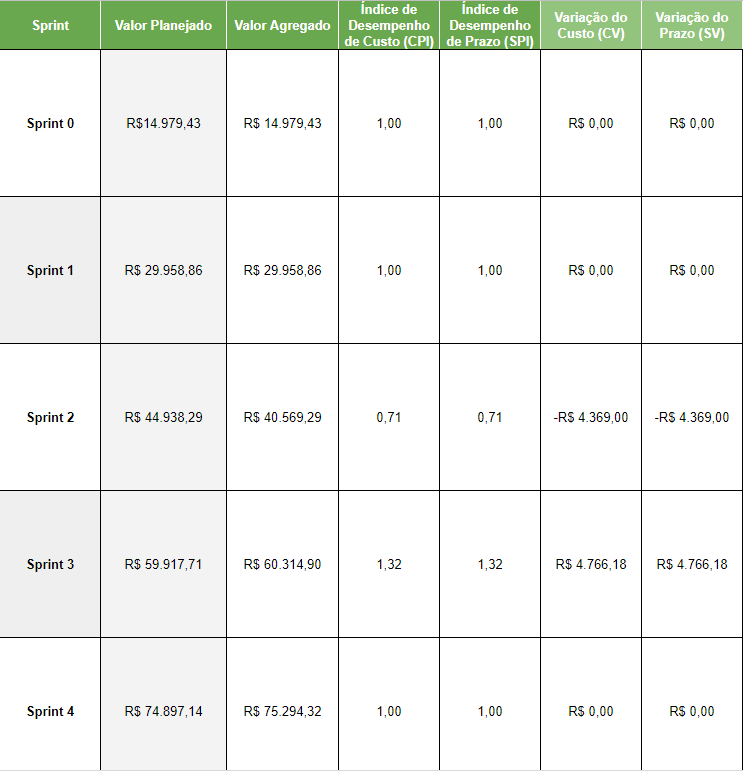 Sprint
Valor Planejado
Valor Agregado
Índice de
Desempenho
de Custo (CPI)
Índice de
Desempenho
de Prazo (SPI)
Variação do
Custo (CV)
Variação do
Prazo (SV)
Sprint 0 R$14.979,43 R$ 14.979,43 1,00 1,00 R$ 0,00 R$ 0,00
Sprint 1 R$ 29.958,86 R$ 29.958,86 1,00 1,00 R$ 0,00 R$ 0,00
Sprint 2 R$ 44.938,29 R$ 40.569,29 0,71 0,71 -R$ 4.369,00 -R$ 4.369,00
Sprint 3 R$ 59.917,71 R$ 60.314,90 1,32 1,32 R$ 4.766,18 R$ 4.766,18
Sprint 4 R$ 74.897,14 R$ 75.294,32 1,00 1,00 R$ 0,00 R$ 0,00